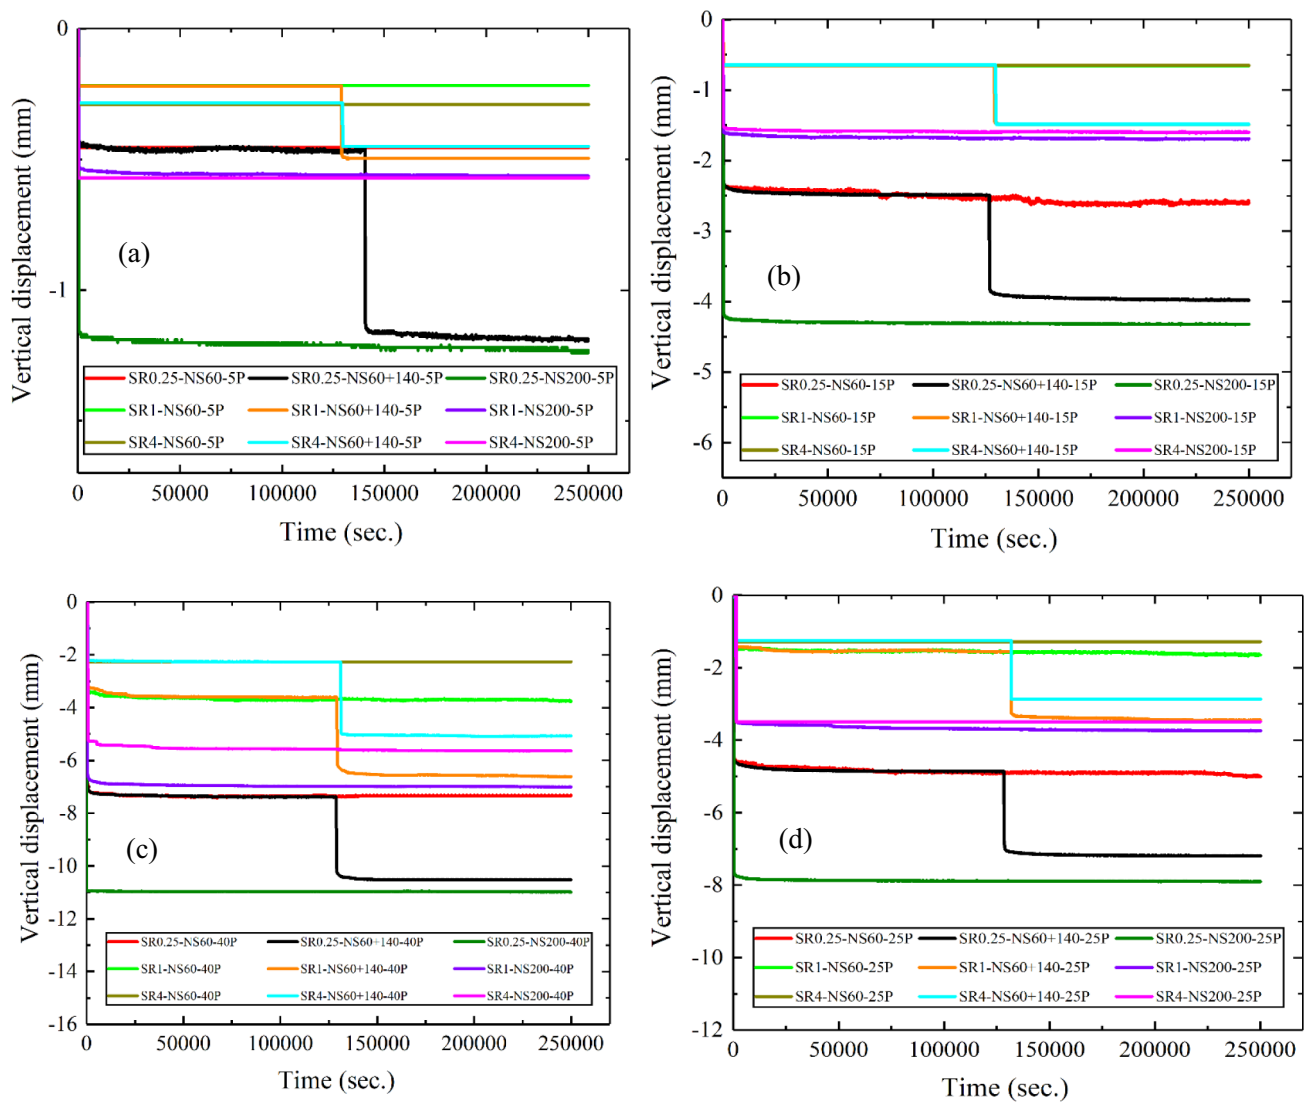 0
-1
Vertical displacement (mm)
(a)
SR0.25-NS60-5P SR0.25-NS60+140-5P SR0.25-NS200-5P
SR1-NS60-5P SR1-NS60+140-5P SR1-NS200-5P
SR4-NS60-5P SR4-NS60+140-5P SR4-NS200-5P
0 50000 100000 150000 200000 250000
Time (sec.)
0
-1
-2
-3
-4
-5
-6
Vertical displacement (mm)
(b)
SR0.25-NS60-15P SR0.25-NS60+140-15P SR0.25-NS200-15P
SR1-NS60-15P SR1-NS60+140-15P SR1-NS200-15P
SR4-NS60-15P SR4-NS60+140-15P SR4-NS200-15P
0 50000 100000 150000 200000 250000
Time (sec.)
0
-2
-4
-6
-8
-10
-12
-14
-16
Vertical displacement (mm)
(c)
SR0.25-NS60-40P SR0.25-NS60+140-40P SR0.25-NS200-40P
SR1-NS60-40P SR1-NS60+140-40P SR1-NS200-40P
SR4-NS60-40P SR4-NS60+140-40P SR4-NS200-40P
0 50000 100000 150000 200000 250000
Time (sec.)
0
-2
-4
-6
-8
-10
-12
Vertical displacement (mm)
(d)
SR0.25-NS60-25P SR0.25-NS60+140-25P SR0.25-NS200-25P
SR1-NS60-25P SR1-NS60+140-25P SR1-NS200-25P
SR4-NS60-25P SR4-NS60+140-25P SR4-NS200-25P
0 50000 100000 150000 200000 250000
Time (sec.)